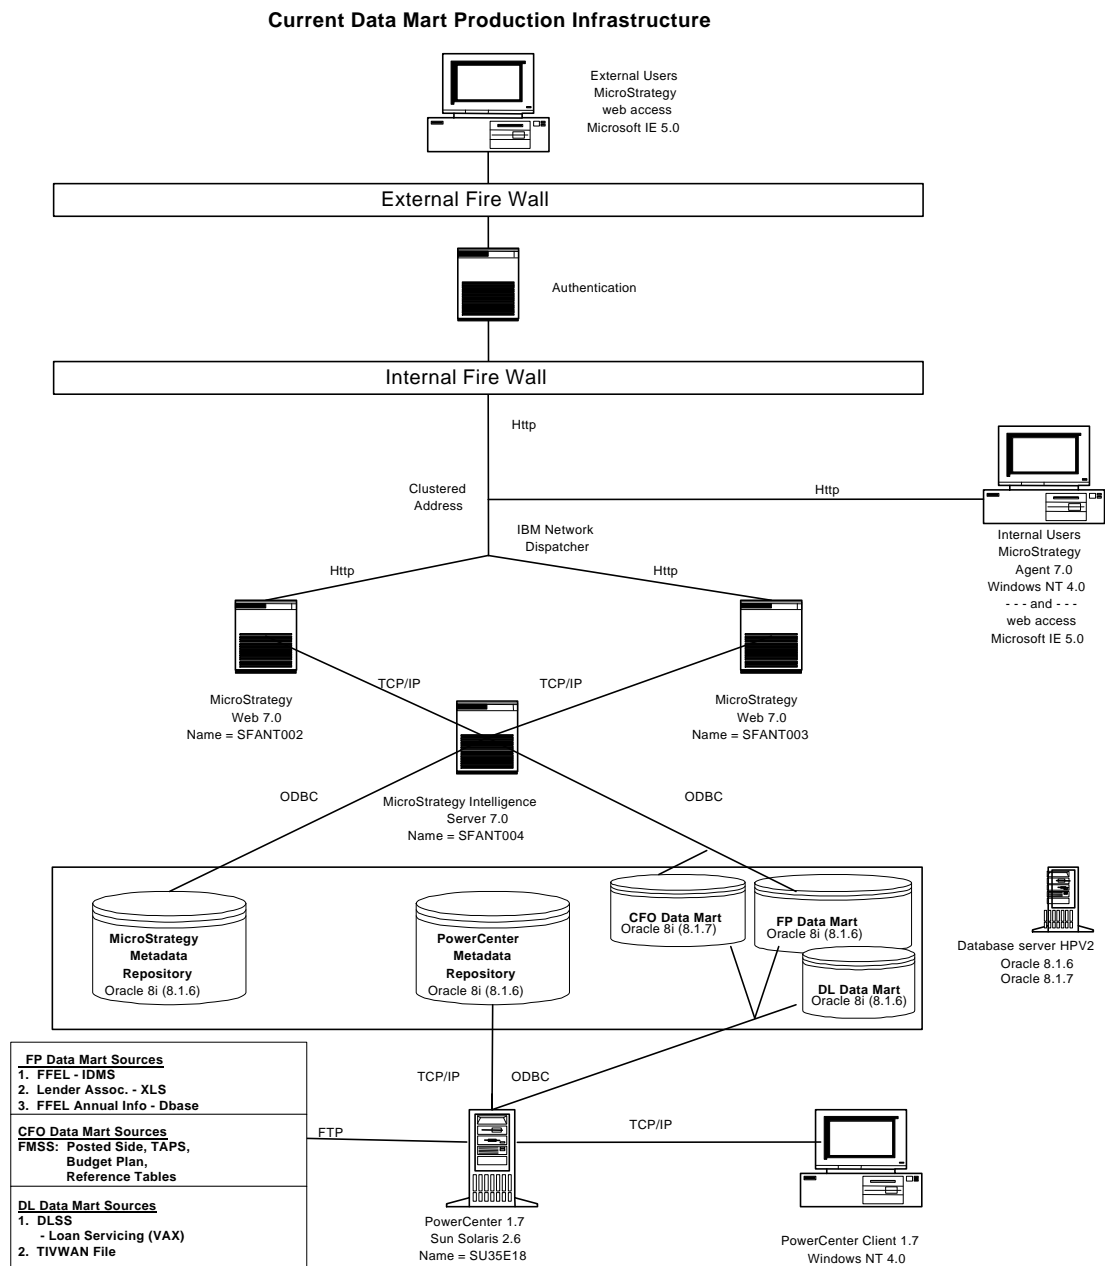 Current Data Mart Production Infrastructure
External Users
MicroStrategy
web access
Microsoft IE 5.0
External Fire Wall
Authentication
Internal Fire Wall
Http
Clustered
Address
Http
IBM Network
Dispatcher
Internal Users
MicroStrategy
Agent 7.0
Windows NT 4.0
- - - and - - -
web access
Microsoft IE 5.0
Http
Http
MicroStrategy
Web 7.0
Name = SFANT002
TCP/IP
TCP/IP
MicroStrategy
Web 7.0
Name = SFANT003
ODBC
MicroStrategy Intelligence
Server 7.0
Name = SFANT004
ODBC
MicroStrategy
Metadata
Repository
Oracle 8i (8.1.6)
PowerCenter
Metadata
Repository
Oracle 8i (8.1.6)
CFO Data Mart
Oracle 8i (8.1.7)
FP Data Mart
Oracle 8i (8.1.6)
DL Data Mart
Oracle 8i (8.1.6)
Database server HPV2
Oracle 8.1.6
Oracle 8.1.7
FP Data Mart Sources
1. FFEL - IDMS
2. Lender Assoc. - XLS
3. FFEL Annual Info - Dbase
CFO Data Mart Sources
FMSS: Posted Side, TAPS,
Budget Plan,
Reference Tables
DL Data Mart Sources
1. DLSS
- Loan Servicing (VAX)
2. TIVWAN File
TCP/IP
ODBC
FTP
TCP/IP
PowerCenter 1.7
Sun Solaris 2.6
Name = SU35E18
PowerCenter Client 1.7
Windows NT 4.0